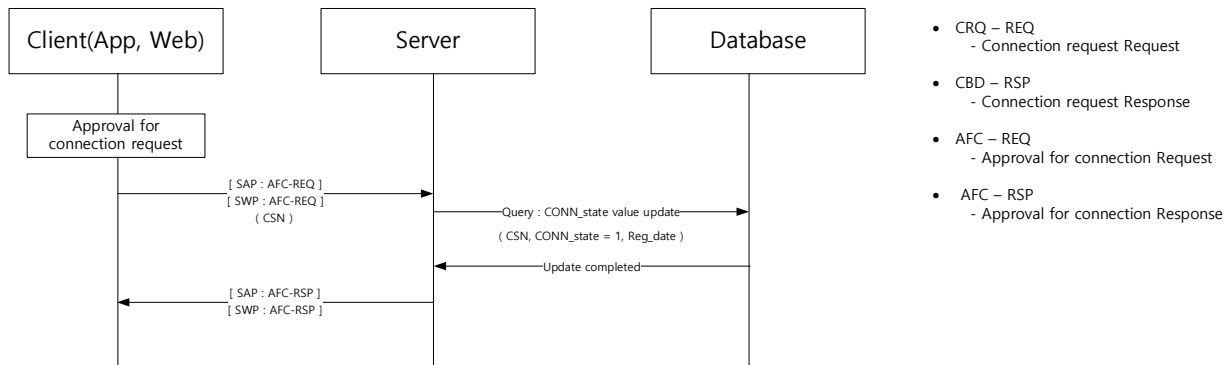 Client(App, Web)
Server
Database
Approval for
connection request
[ SAP : AFC-REQ ]
[ SWP : AFC-REQ ]
( CSN )
Query : CONN_state value update
( CSN, CONN_state = 1, Reg_date )
Update completed
[ SAP : AFC-RSP ]
[ SWP : AFC-RSP ]
• CRQ – REQ
- Connection request Request
• CBD – RSP
- Connection request Response
• AFC – REQ
- Approval for connection Request
• AFC – RSP
- Approval for connection Response